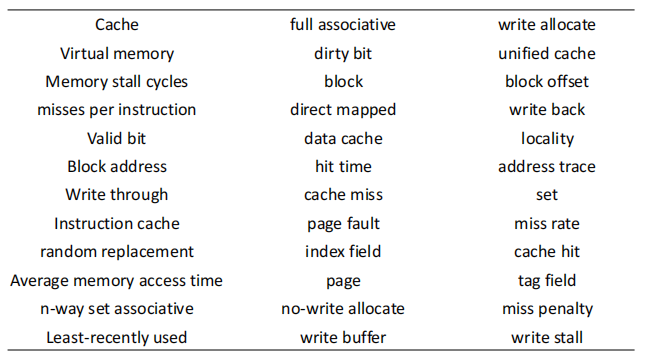 Cache full associative write allocate
Virtual memory dirty bit unified cache
Memory stall cycles block block offset
misses per instruction direct mapped write back
Valid bit data cache locality
Block address hit time address trace
Write through cache miss set
Instruction cache page fault miss rate
random replacement index field cache hit
Average memory access time page tag field
n-way set associative no-write allocate miss penalty
Least-recently used write buffer write stall